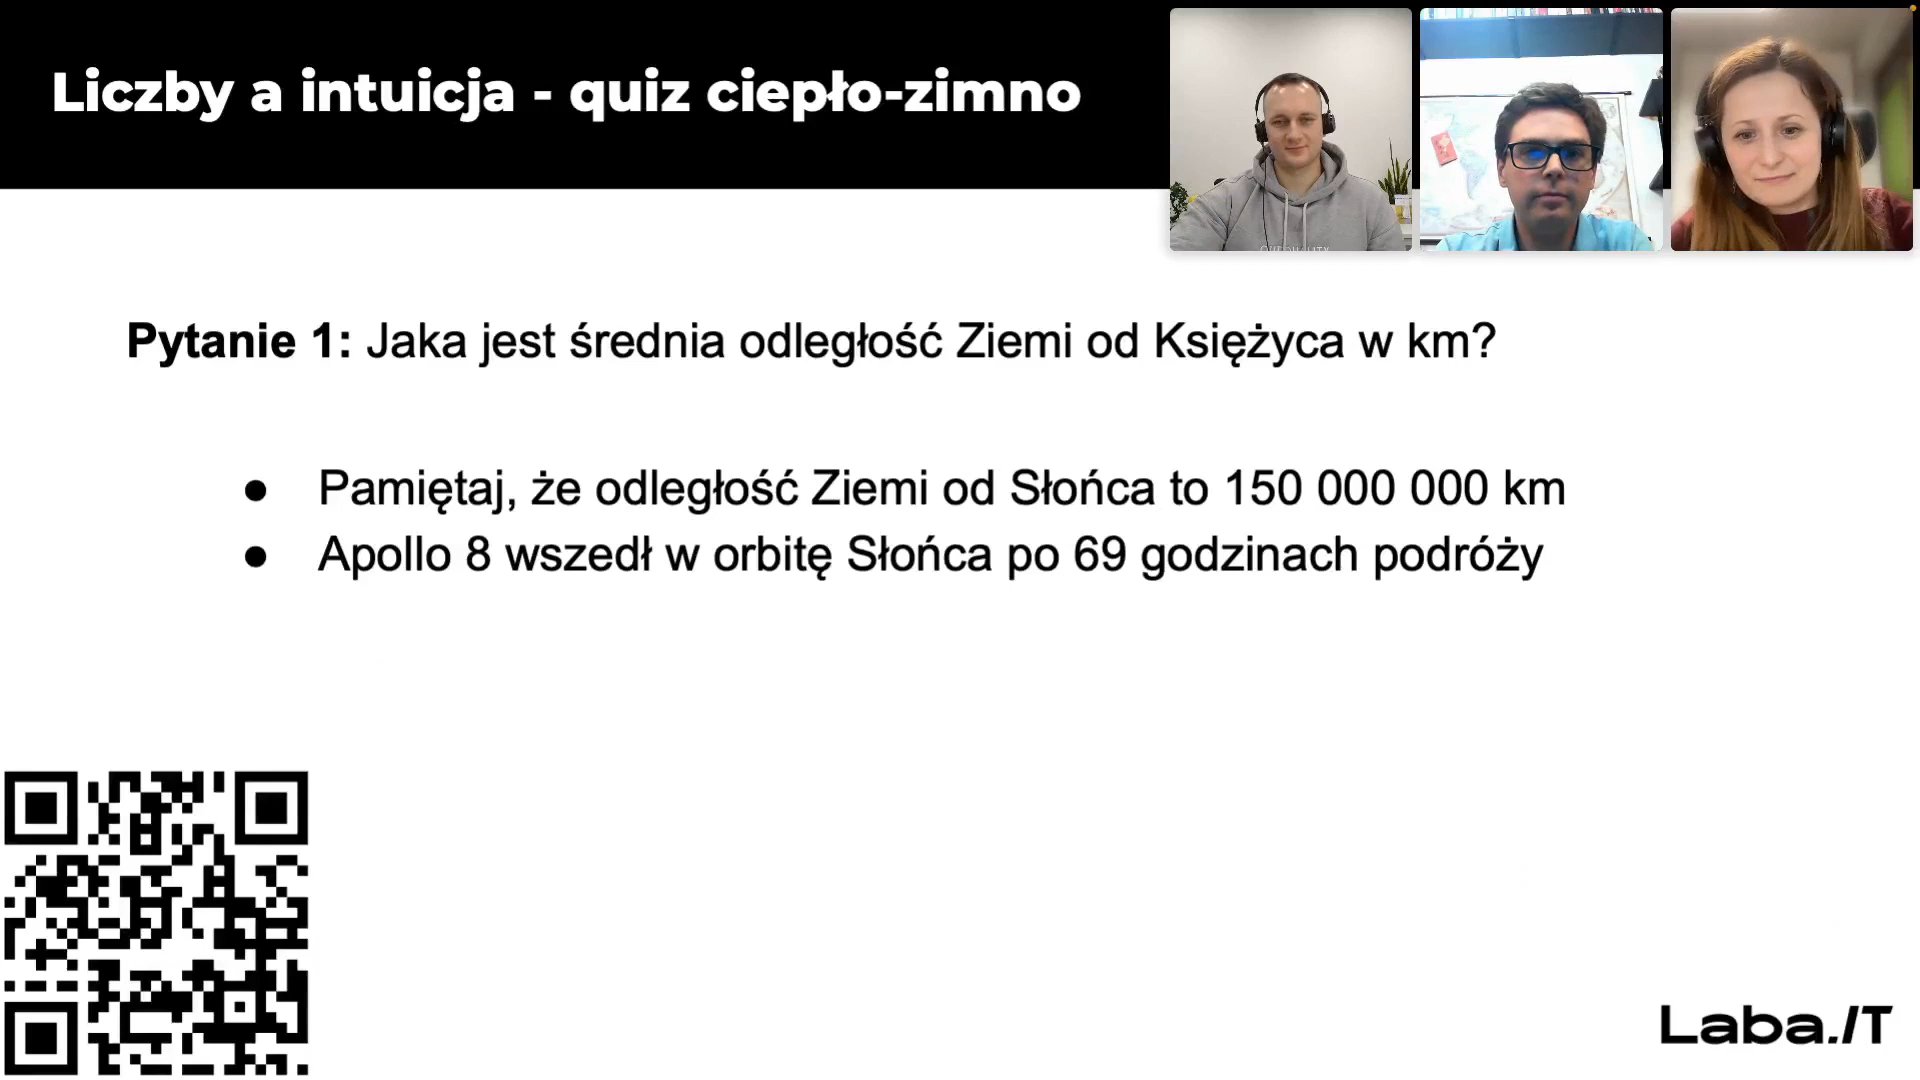 Liczby a intuicja - quiz ciepło-zimno
Pytanie 1: Jaka jest średnia odległość Ziemi od Księżyca w km?
● Pamiętaj, że odległość Ziemi od Słońca to 150 000 000 km
● Apollo 8 wszedł w orbitę Słońca po 69 godzinach podróży
Laba./T